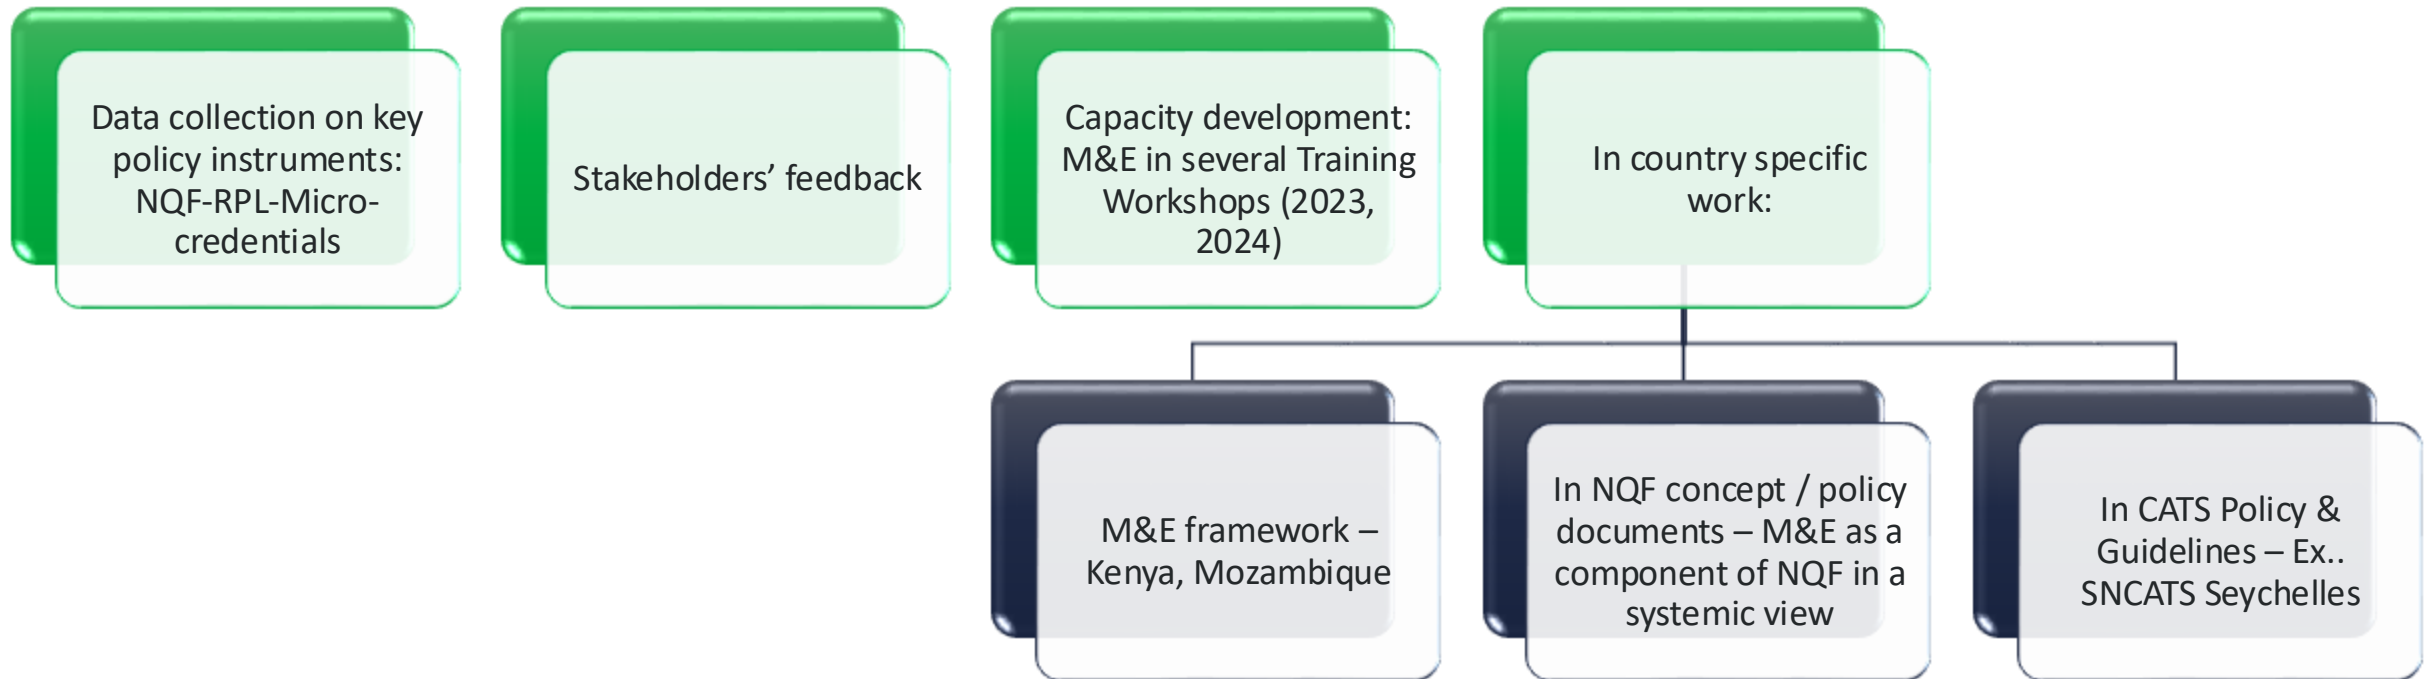 Data collection on key
policy instruments:
NQF-RPL-Micro-
credentials
Stakeholders’ feedback
Capacity development:
M&E in several Training
Workshops (2023,
2024)
In country specific
work:
M&E framework –
Kenya, Mozambique
In NQF concept / policy
documents – M&E as a
component of NQF in a
systemic view
In CATS Policy &
Guidelines – Ex..
SNCATS Seychelles